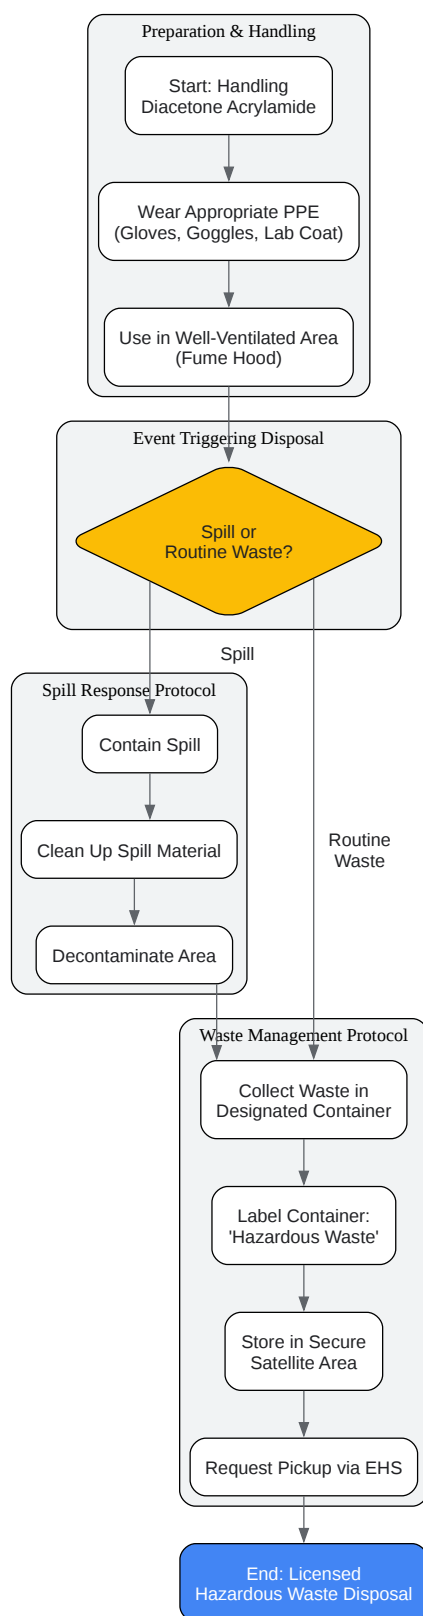 Preparation & Handling
Start: Handling
Diacetone Acrylamide
Wear Appropriate PPE
(Gloves, Goggles, Lab Coat)
Use in Well-Ventilated Area
(Fume Hood)
Event Triggering Disposal
Spill or
Routine Waste?
Spill
Spill Response Protocol
Contain Spill
Clean Up Spill Material
Routine
Waste
Decontaminate Area
Waste Management Protocol
Collect Waste in
Designated Container
Label Container:
'Hazardous Waste'
Store in Secure
Satellite Area
Request Pickup via EHS
End: Licensed
Hazardous Waste Disposal